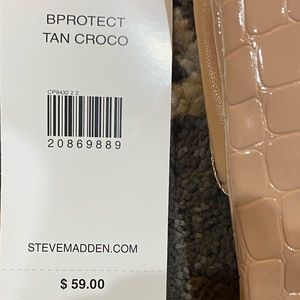 BPROTECT
TAN CROCO
CP9432 2 2
20869889
STEVEMADDEN.COM
$ 59.00